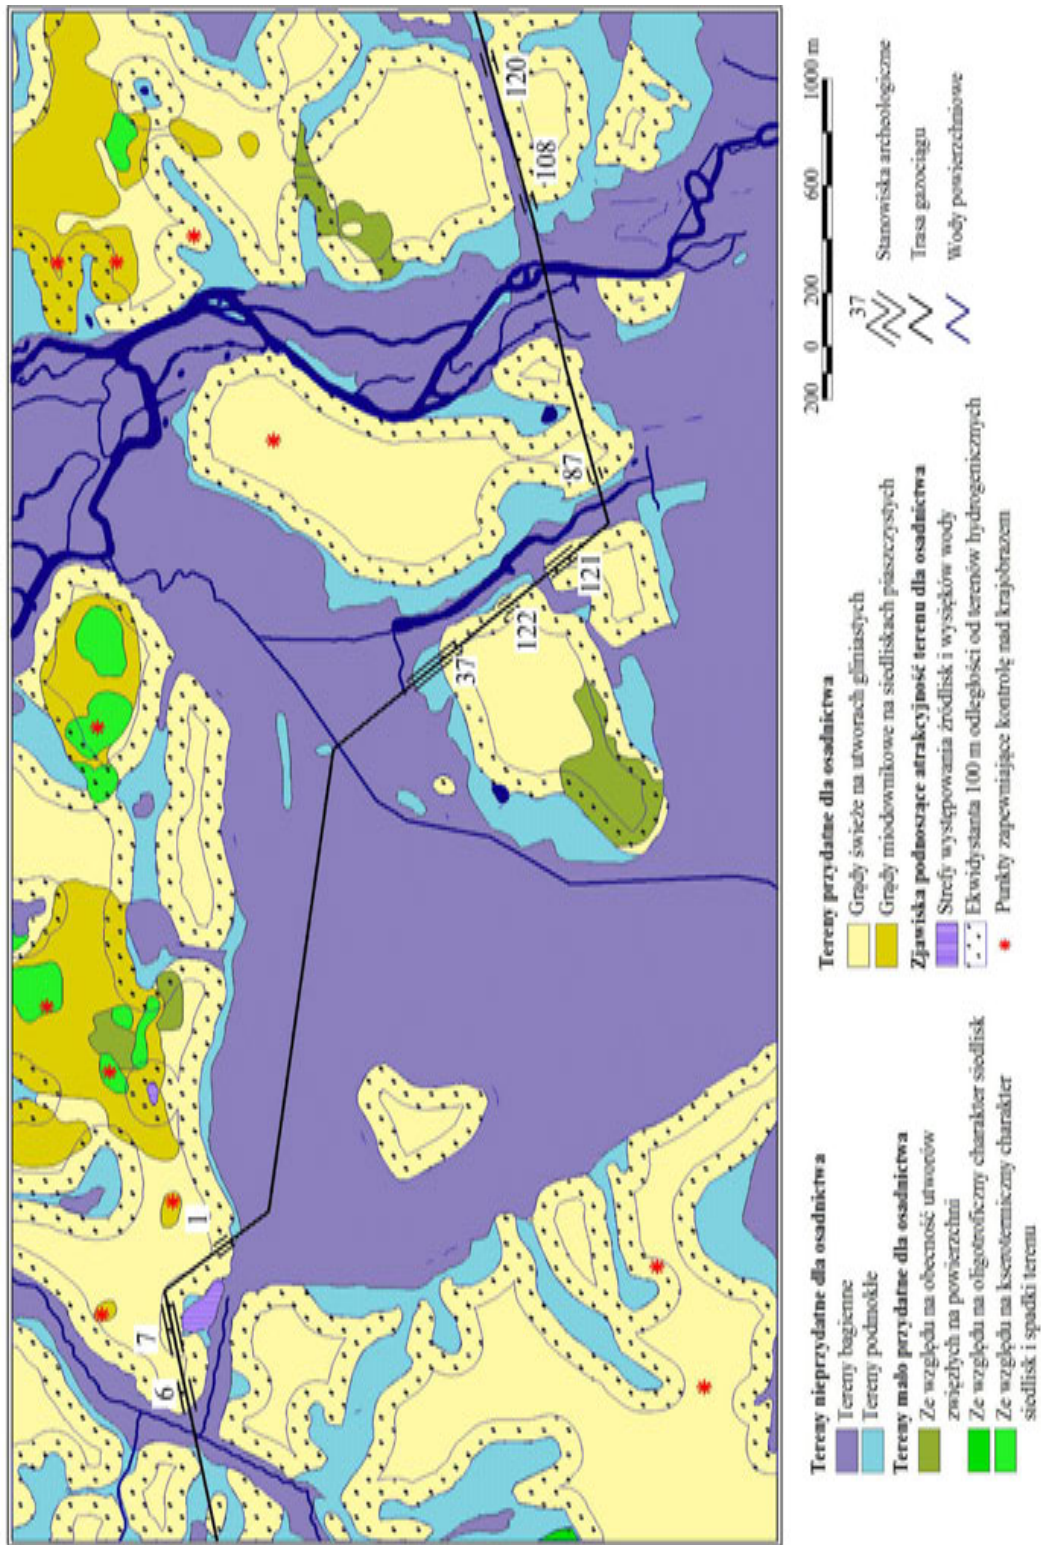 6
7
1
37
122
121
87
108
120
Tereny nieprzydatne dla osadnictwa
Tereny bagienne
Tereny podmokłe
Tereny mało przydatne dla osadnictwa
Ze względu na obecność utworów
zwięzłych na powierzchni
Ze względu na oligotroficzny charakter siedlisk
Ze względu na kserotermiczny charakter
siedlisk i spadki terenu
Tereny przydatne dla osadnictwa
Grądy świeże na utworach gliniastych
Grądy miodownikowe na siedliskach piaszczystych
Zjawiska podnoszące atrakcyjność terenu dla osadnictwa
Strefy występowania źródlisk i wysięków wody
Ekwidystanta 100 m odległości od terenów hydrogenicznych
Punkty zapewniające kontrolę nad krajobrazem
200 0 200 600 1000 m
37
Stanowiska archeologiczne
Trasa gazociągu
Wody powierzchniowe